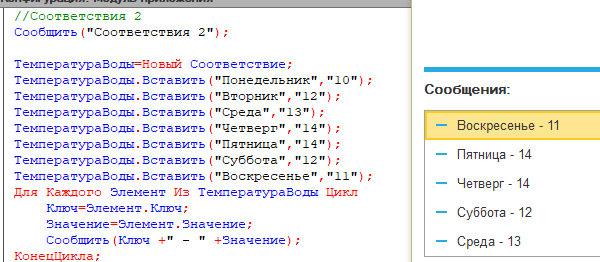 Конфигурация: Модуль приложения
//Соответствия 2
Сообщить("Соответствия 2");
ТемператураВоды=Новый Соответствие;
ТемператураВоды.Вставить("Понедельник","10");
ТемператураВоды.Вставить("Вторник","12");
ТемператураВоды.Вставить("Среда","13");
ТемператураВоды.Вставить("Четверг","14");
ТемператураВоды.Вставить("Пятница","14");
ТемператураВоды.Вставить("Суббота","12");
ТемператураВоды.Вставить("Воскресенье","11");
Для Каждого Элемент Из ТемператураВоды Цикл
Ключ=Элемент.Ключ;
Значение=Элемент.Значение;
Сообщить(Ключ +" - " +Значение);
КонецЦикла;
Сообщения:
Воскресенье - 11
Пятница - 14
Четверг - 14
Суббота - 12
Среда - 13